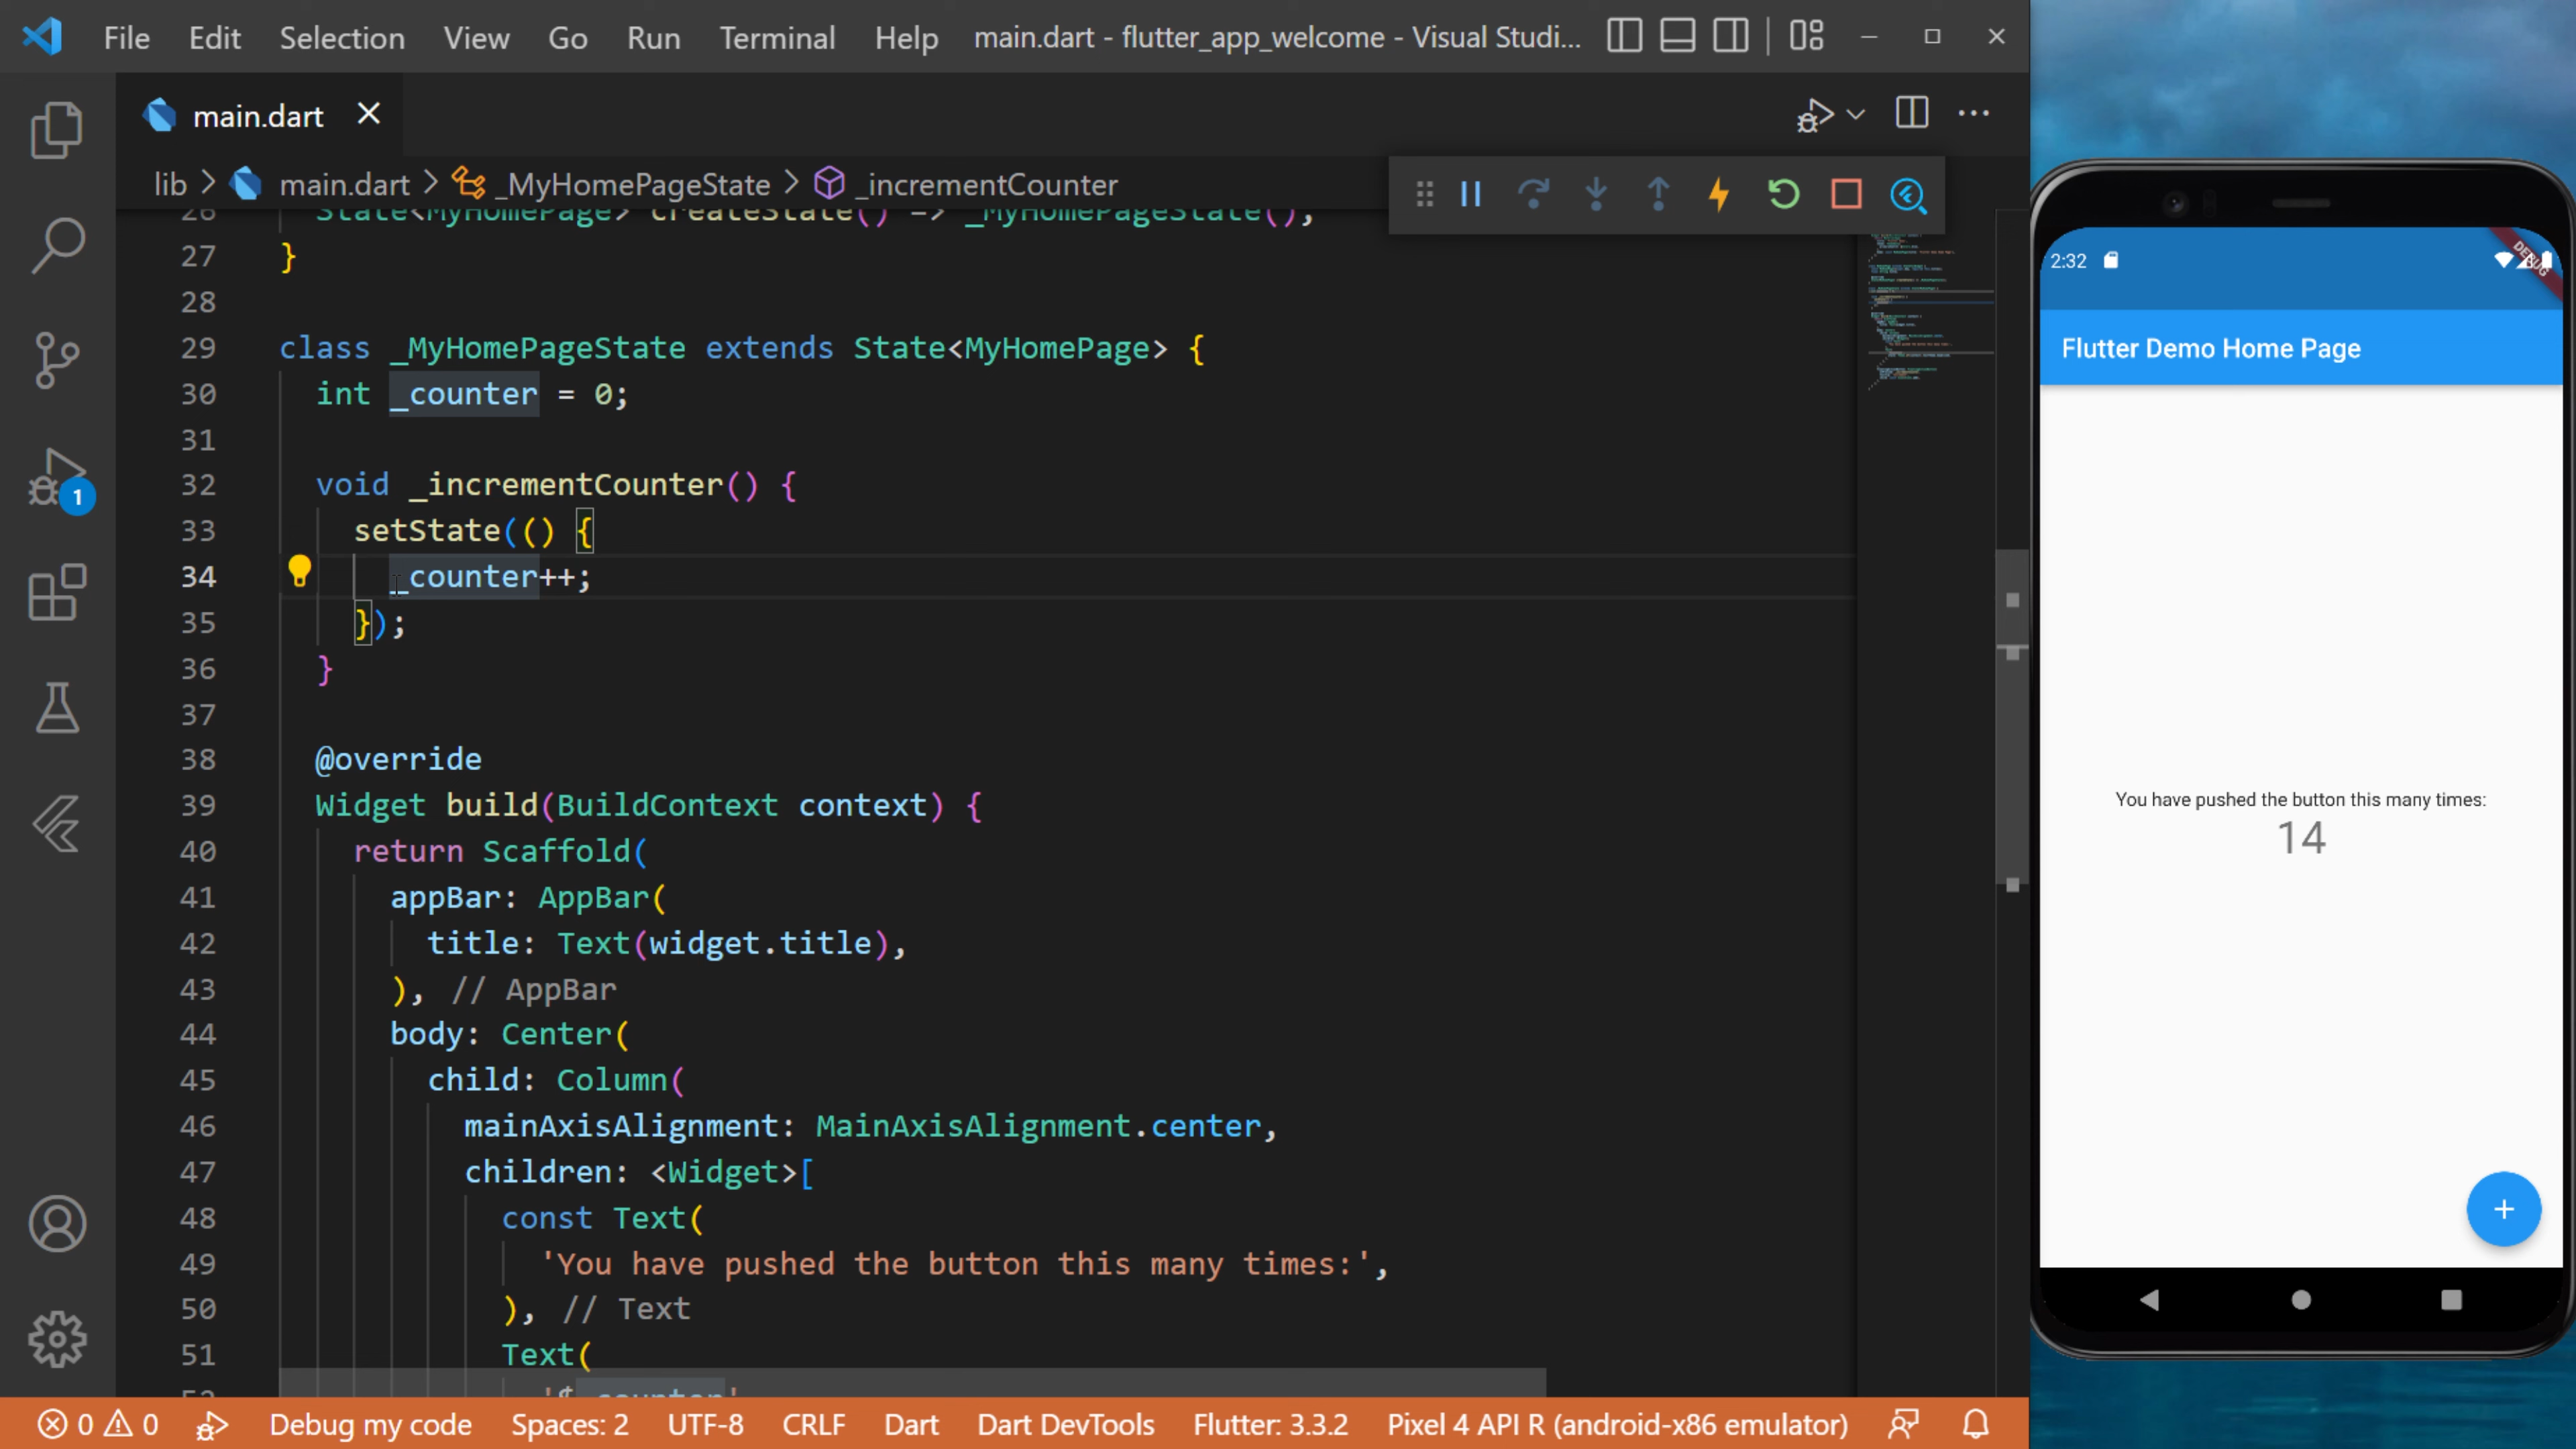 File Edit Selection View Go Run Terminal Help main.dart - flutter_app_welcome - Visual Studi...
main.dart
lib > main.dart > _MyHomePageState > _incrementCounter
26 State<MyHomePage> createState() => _MyHomePageState();
27 }
28
29 class _MyHomePageState extends State<MyHomePage> {
30 int _counter = 0;
31
32 void _incrementCounter() {
33 setState(() {
34 _counter++;
35 });
36 }
37
38 @override
39 Widget build(BuildContext context) {
40 return Scaffold(
41 appBar: AppBar(
42 title: Text(widget.title),
43 ), // AppBar
44 body: Center(
45 child: Column(
46 mainAxisAlignment: MainAxisAlignment.center,
47 children: <Widget>[
48 const Text(
49 'You have pushed the button this many times:',
50 ), // Text
51 Text(
1
0 0 Debug my code Spaces: 2 UTF-8 CRLF Dart Dart DevTools Flutter: 3.3.2 Pixel 4 API R (android-x86 emulator)
2:32
DEBUG
Flutter Demo Home Page
You have pushed the button this many times:
14
+